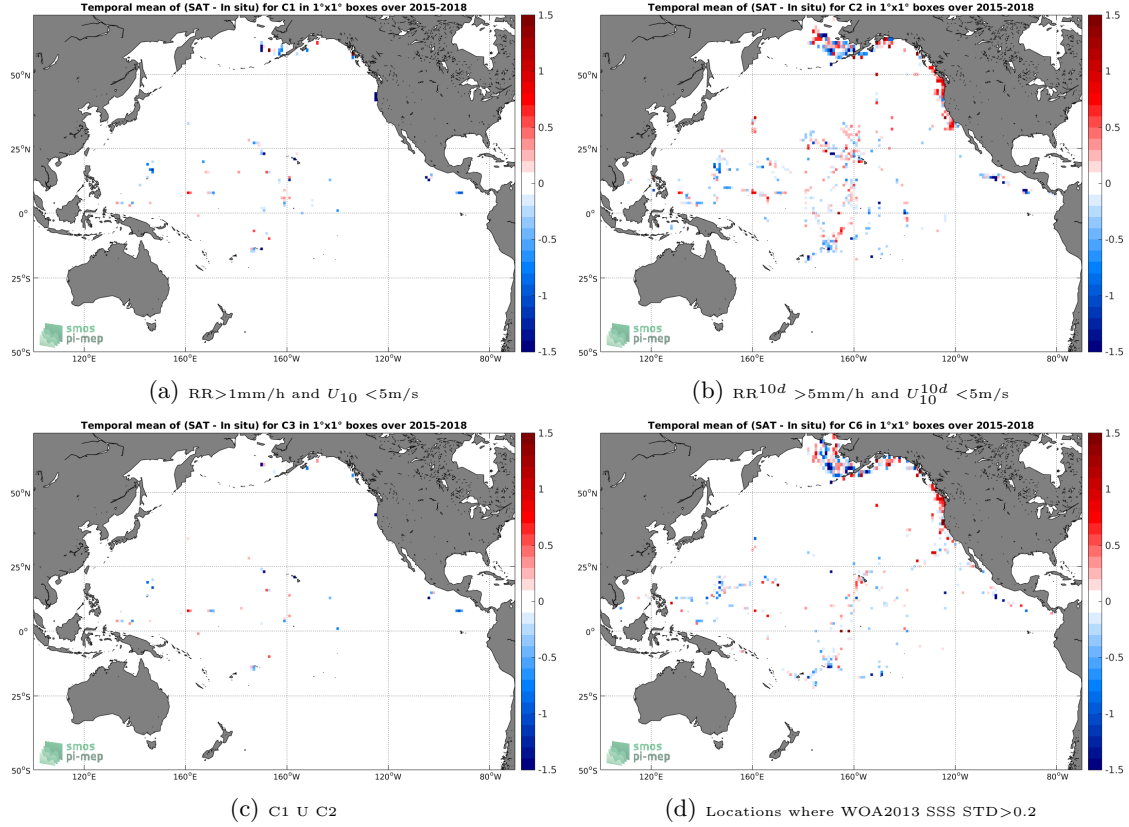 Temporal mean of (SAT - In situ) for C1 in 1°x1° boxes over 2015-2018
50°N
25°N
0°
25°S
50°S
120°E
160°E
160°W
120°W
80°W
1.5
1
0.5
0
-0.5
-1
-1.5
smos
pi-mep
(a) RR>1mm/h and U10 <5m/s
Temporal mean of (SAT - In situ) for C2 in 1°x1° boxes over 2015-2018
50°N
25°N
0°
25°S
50°S
120°E
160°E
160°W
120°W
80°W
1.5
1
0.5
0
-0.5
-1
-1.5
smos
pi-mep
(b) RR^10d >5mm/h and U10^10d <5m/s
Temporal mean of (SAT - In situ) for C3 in 1°x1° boxes over 2015-2018
50°N
25°N
0°
25°S
50°S
120°E
160°E
160°W
120°W
80°W
1.5
1
0.5
0
-0.5
-1
-1.5
smos
pi-mep
(c) C1 U C2
Temporal mean of (SAT - In situ) for C6 in 1°x1° boxes over 2015-2018
50°N
25°N
0°
25°S
50°S
120°E
160°E
160°W
120°W
80°W
1.5
1
0.5
0
-0.5
-1
-1.5
smos
pi-mep
(d) Locations where WOA2013 SSS STD>0.2